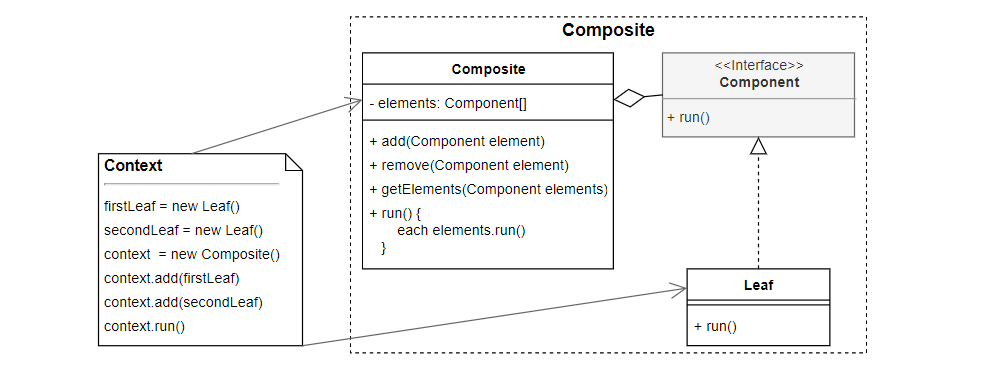 Composite
Composite
- elements: Component[]
+ add(Component element)
+ remove(Component element)
+ getElements(Component elements)
+ run() {
each elements.run()
}
<<Interface>>
Component
+ run()
Context
firstLeaf = new Leaf()
secondLeaf = new Leaf()
context = new Composite()
context.add(firstLeaf)
context.add(secondLeaf)
context.run()
Leaf
+ run()